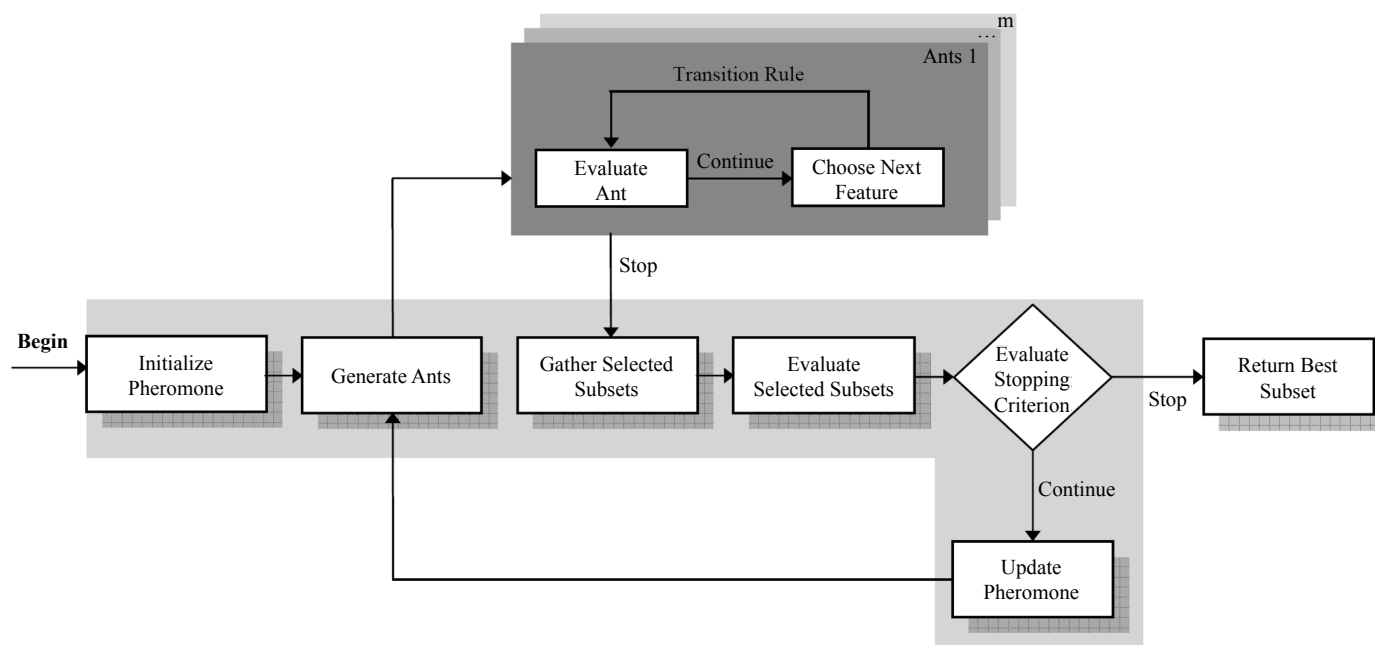 m
...
Ants 1
Transition Rule
Evaluate
Ant
Continue
Choose Next
Feature
Stop
Begin
Initialize
Pheromone
Generate Ants
Gather Selected
Subsets
Evaluate
Selected Subsets
Evaluate
Stopping
Criterion
Stop
Return Best
Subset
Continue
Update
Pheromone